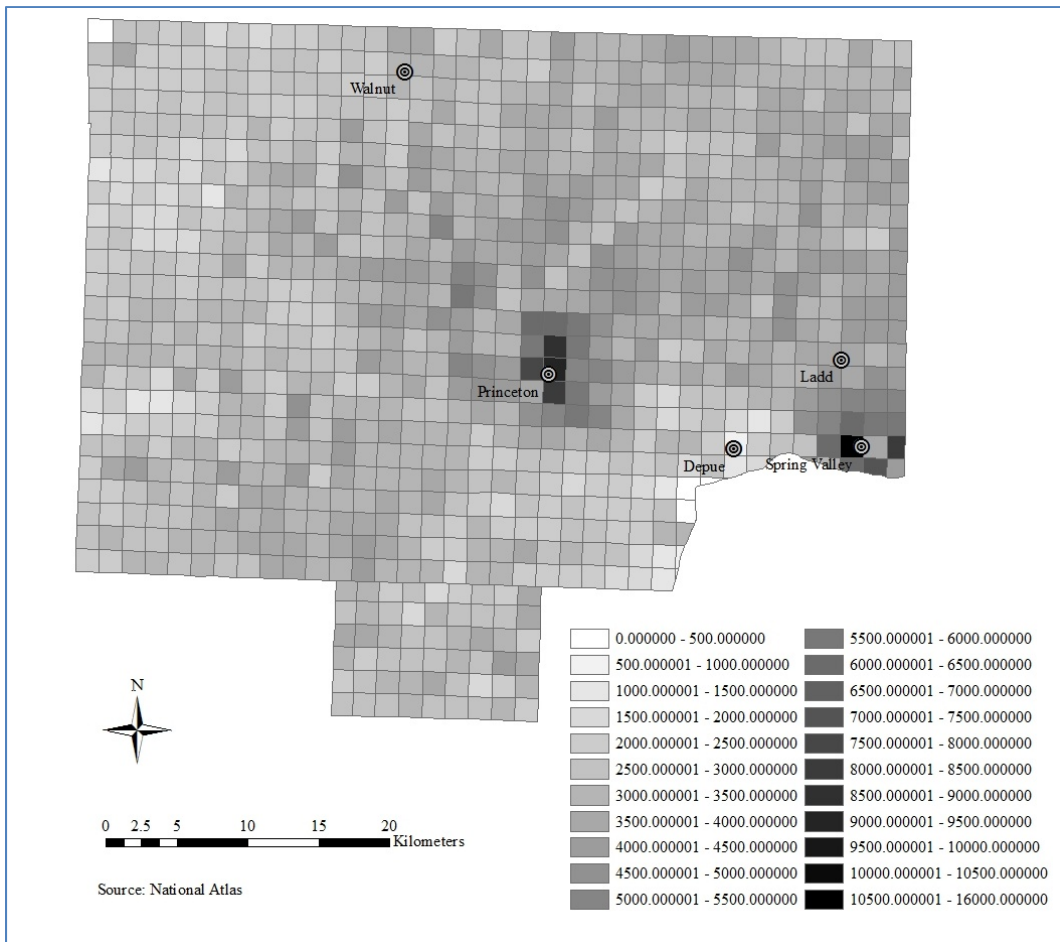 Walnut
Ladd
Princeton
Depue
Spring Valley
0.000000 - 500.000000
500.000001 - 1000.000000
1000.000001 - 1500.000000
1500.000001 - 2000.000000
2000.000001 - 2500.000000
2500.000001 - 3000.000000
3000.000001 - 3500.000000
3500.000001 - 4000.000000
4000.000001 - 4500.000000
4500.000001 - 5000.000000
5000.000001 - 5500.000000
5500.000001 - 6000.000000
6000.000001 - 6500.000000
6500.000001 - 7000.000000
7000.000001 - 7500.000000
7500.000001 - 8000.000000
8000.000001 - 8500.000000
8500.000001 - 9000.000000
9000.000001 - 9500.000000
9500.000001 - 10000.000000
10000.000001 - 10500.000000
10500.000001 - 16000.000000
N
0 2.5 5 10 15 20
Kilometers
Source: National Atlas